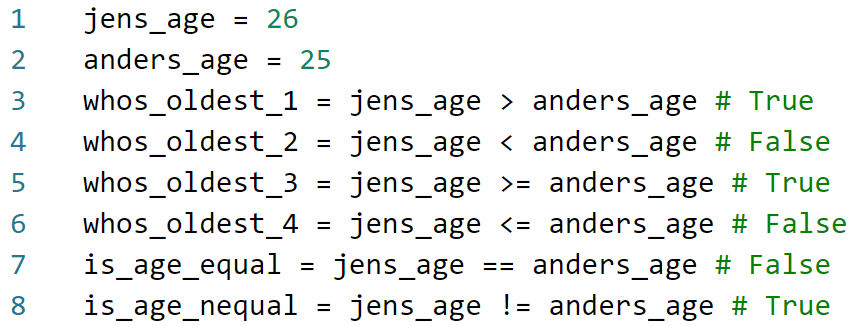 1 jens_age = 26
2 anders_age = 25
3 whos_oldest_1 = jens_age > anders_age # True
4 whos_oldest_2 = jens_age < anders_age # False
5 whos_oldest_3 = jens_age >= anders_age # True
6 whos_oldest_4 = jens_age <= anders_age # False
7 is_age_equal = jens_age == anders_age # False
8 is_age_nequal = jens_age != anders_age # True